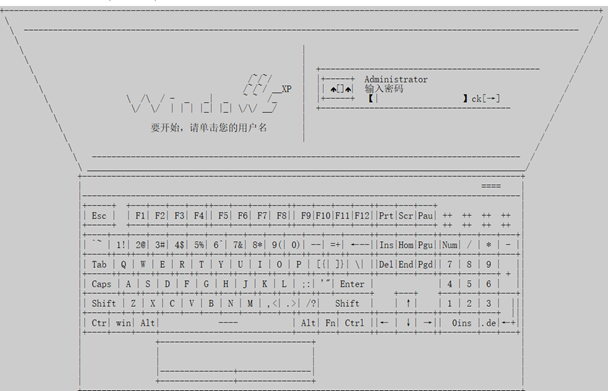 XP
Administrator
输入密码
【| 】ck[→]
要开始，请单击您的用户名
Esc | F1| F2| F3| F4|| F5| F6| F7| F8|| F9|F10|F11|F12||Prt|Scr|Pau| ++ ++ ++ ++
`~ | 1!| 2@| 3#| 4$| 5%| 6^| 7&| 8*| 9(| 0)| --| =+| ←--||Ins|Hom|Pgu||Num| / | * | - |
Tab | Q | W | E | R | T | Y | U | I | O | P | [{| ]}| \| ||Del|End|Pgd|| 7 | 8 | 9 | + |
Caps | A | S | D | F | G | H | J | K | L | ;:| '"| Enter | | 4 | 5 | 6 |
Shift | Z | X | C | V | B | N | M | ,<| .>| /?| Shift | | ↑| | 1 | 2 | 3 |
Ctr| win| Alt| ---- | Alt| Fn| Ctrl ||←| ↓| →|| 0ins |.de|←+|